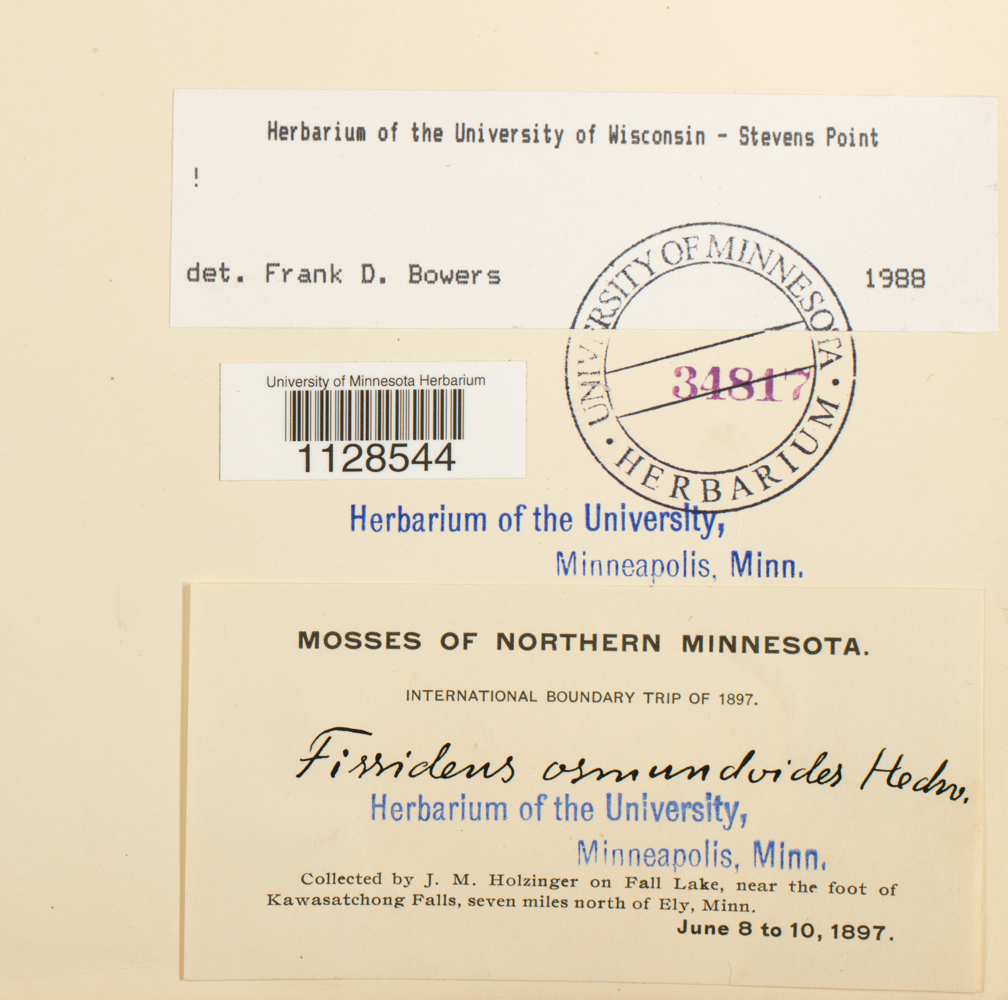 Herbarium of the University of Wisconsin - Stevens Point
!
det. Frank D. Bowers 1988
UNIVERSITY OF MINNESOTA • HERBARIUM •
34817
University of Minnesota Herbarium
1128544
Herbarium of the University,
Minneapolis, Minn.
MOSSES OF NORTHERN MINNESOTA.
INTERNATIONAL BOUNDARY TRIP OF 1897.
Fissidens osmundoides Hedw.
Herbarium of the University,
Minneapolis, Minn.
Collected by J. M. Holzinger on Fall Lake, near the foot of
Kawasatchong Falls, seven miles north of Ely, Minn.
June 8 to 10, 1897.